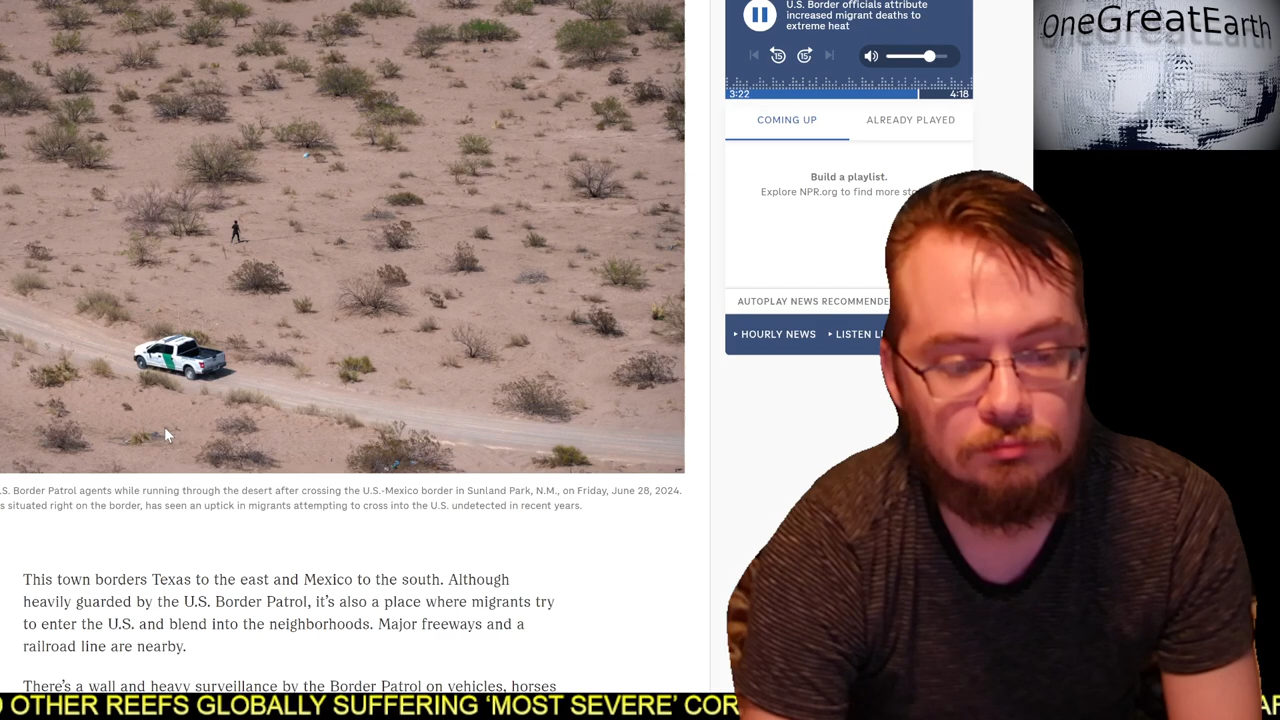 U.S. Border officials attribute
increased migrant deaths to
extreme heat
OneGreatEarth
15
15
3:22
4:18
COMING UP
ALREADY PLAYED
Build a playlist.
Explore NPR.org to find more
AUTOPLAY NEWS
HOURLY NEWS
LISTEN
.S. Border Patrol agents while running through the desert after crossing the U.S.-Mexico border in Sunland Park, N.M., on Friday, June 28, 2024.
s situated right on the border, has seen an uptick in migrants attempting to cross into the U.S. undetected in recent years.
This town borders Texas to the east and Mexico to the south. Although
heavily guarded by the U.S. Border Patrol, it's also a place where migrants try
to enter the U.S. and blend into the neighborhoods. Major freeways and a
railroad line are nearby.
There's a wall and heavy surveillance by the Border Patrol on vehicles, horses
OTHER REEFS GLOBALLY SUFFERING 'MOST SEVERE' COR